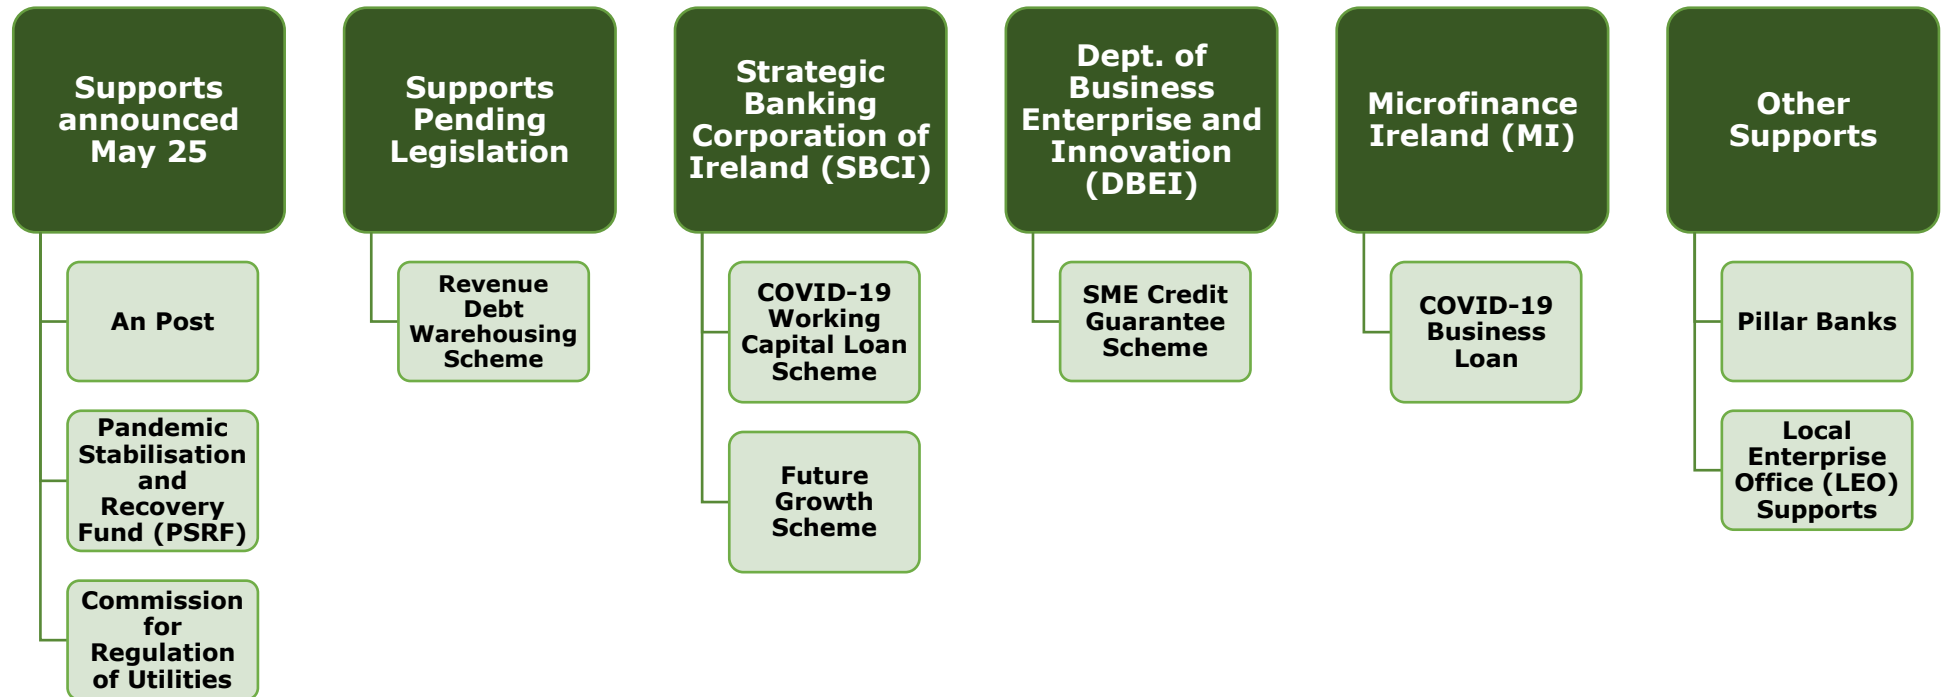 Supports
announced
May 25
An Post
Pandemic
Stabilisation
and
Recovery
Fund (PSRF)
Commission
for
Regulation
of Utilities
Supports
Pending
Legislation
Revenue
Debt
Warehousing
Scheme
Strategic
Banking
Corporation of
Ireland (SBCI)
COVID-19
Working
Capital Loan
Scheme
Future
Growth
Scheme
Dept. of
Business
Enterprise and
Innovation
(DBEI)
SME Credit
Guarantee
Scheme
Microfinance
Ireland (MI)
COVID-19
Business
Loan
Other
Supports
Pillar Banks
Local
Enterprise
Office (LEO)
Supports